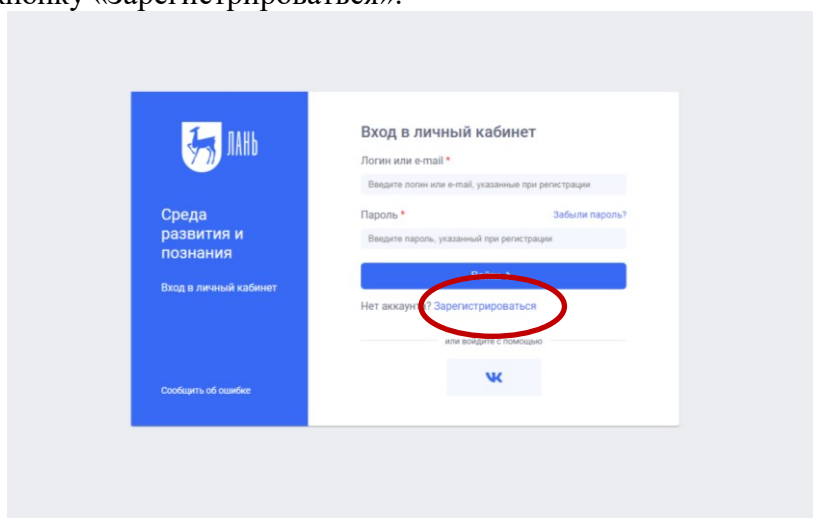 «Зарегистрироваться».
ЛАНЬ
Среда
развития и
познания
Вход в личный кабинет
Сообщить об ошибке
Вход в личный кабинет
Логин или e-mail *
Введите логин или e-mail, указанные при регистрации
Пароль * Забыли пароль?
Введите пароль, указанный при регистрации
Нет аккаунта? Зарегистрироваться
или войдите с помощью